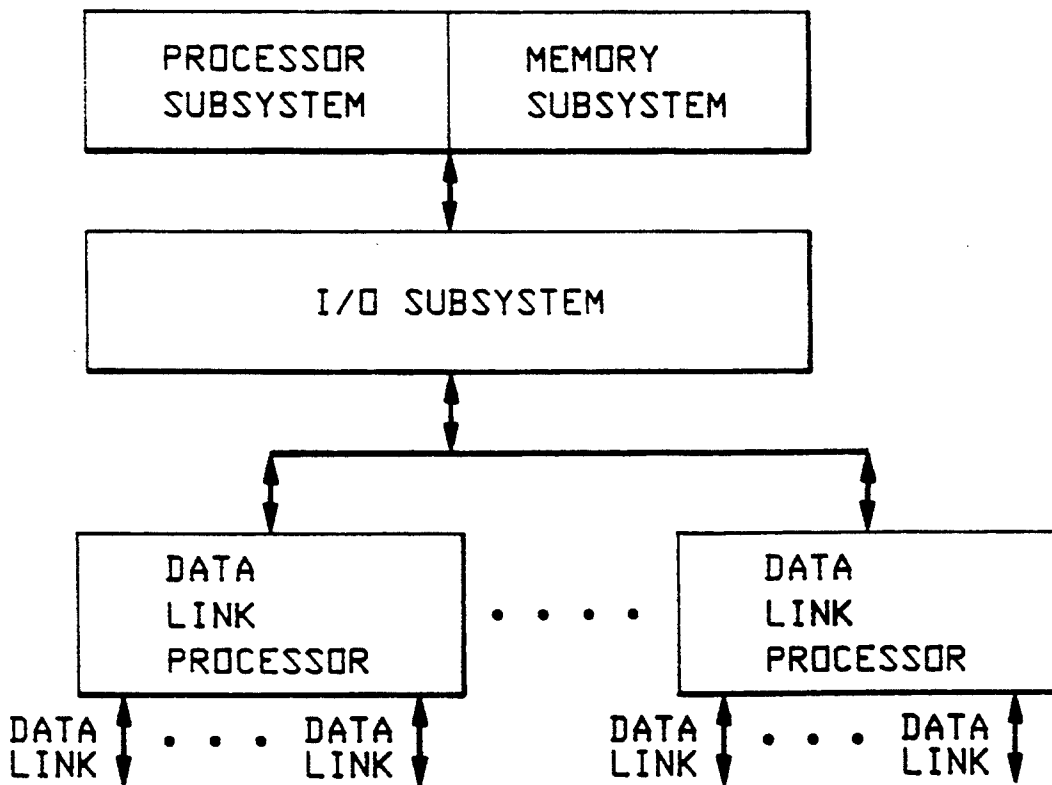 PROCESSOR
SUBSYSTEM
MEMORY
SUBSYSTEM
I/O SUBSYSTEM
DATA
LINK
PROCESSOR
DATA
LINK
PROCESSOR
DATA
LINK
DATA
LINK
DATA
LINK
DATA
LINK